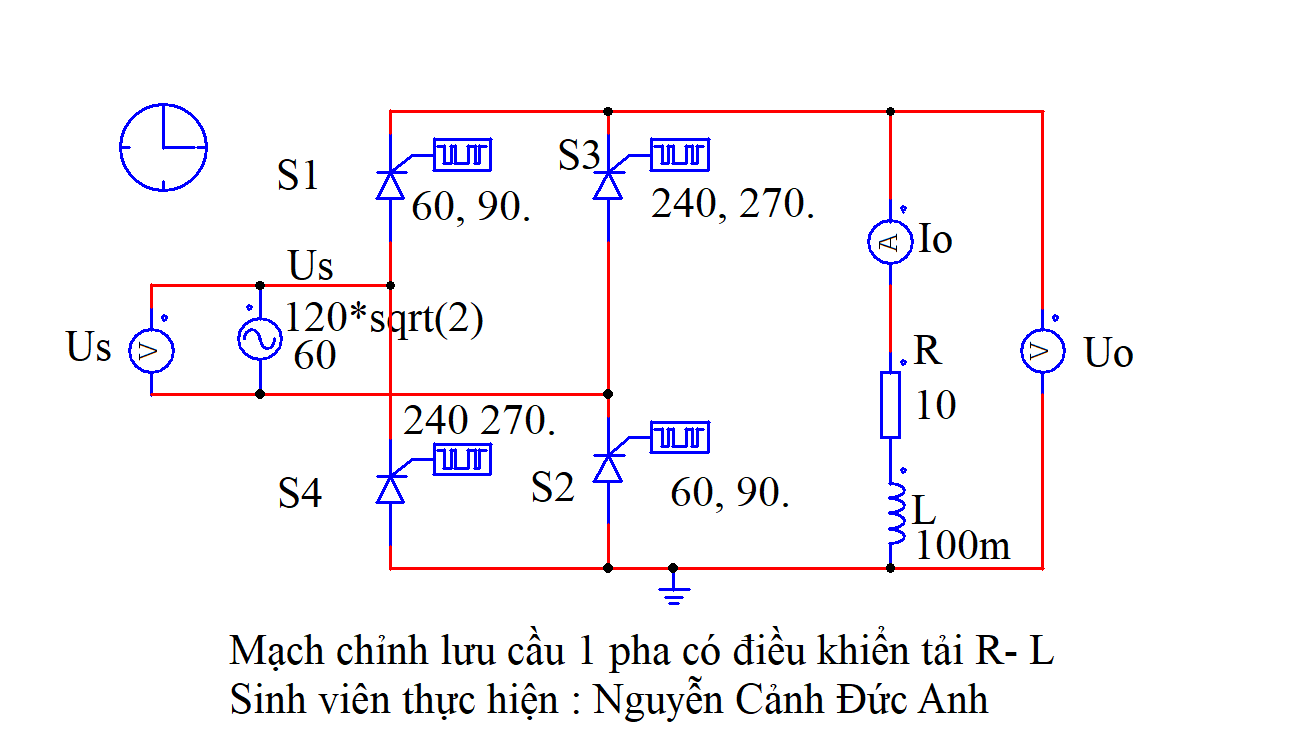 S1
60, 90.
S3
240, 270.
A
Io
Us
120*sqrt(2)
60
Us
V
R
10
V
Uo
240 270.
S4
S2
60, 90.
L
100m
Mạch chỉnh lưu cầu 1 pha có điều khiển tải R- L
Sinh viên thực hiện : Nguyễn Cảnh Đức Anh